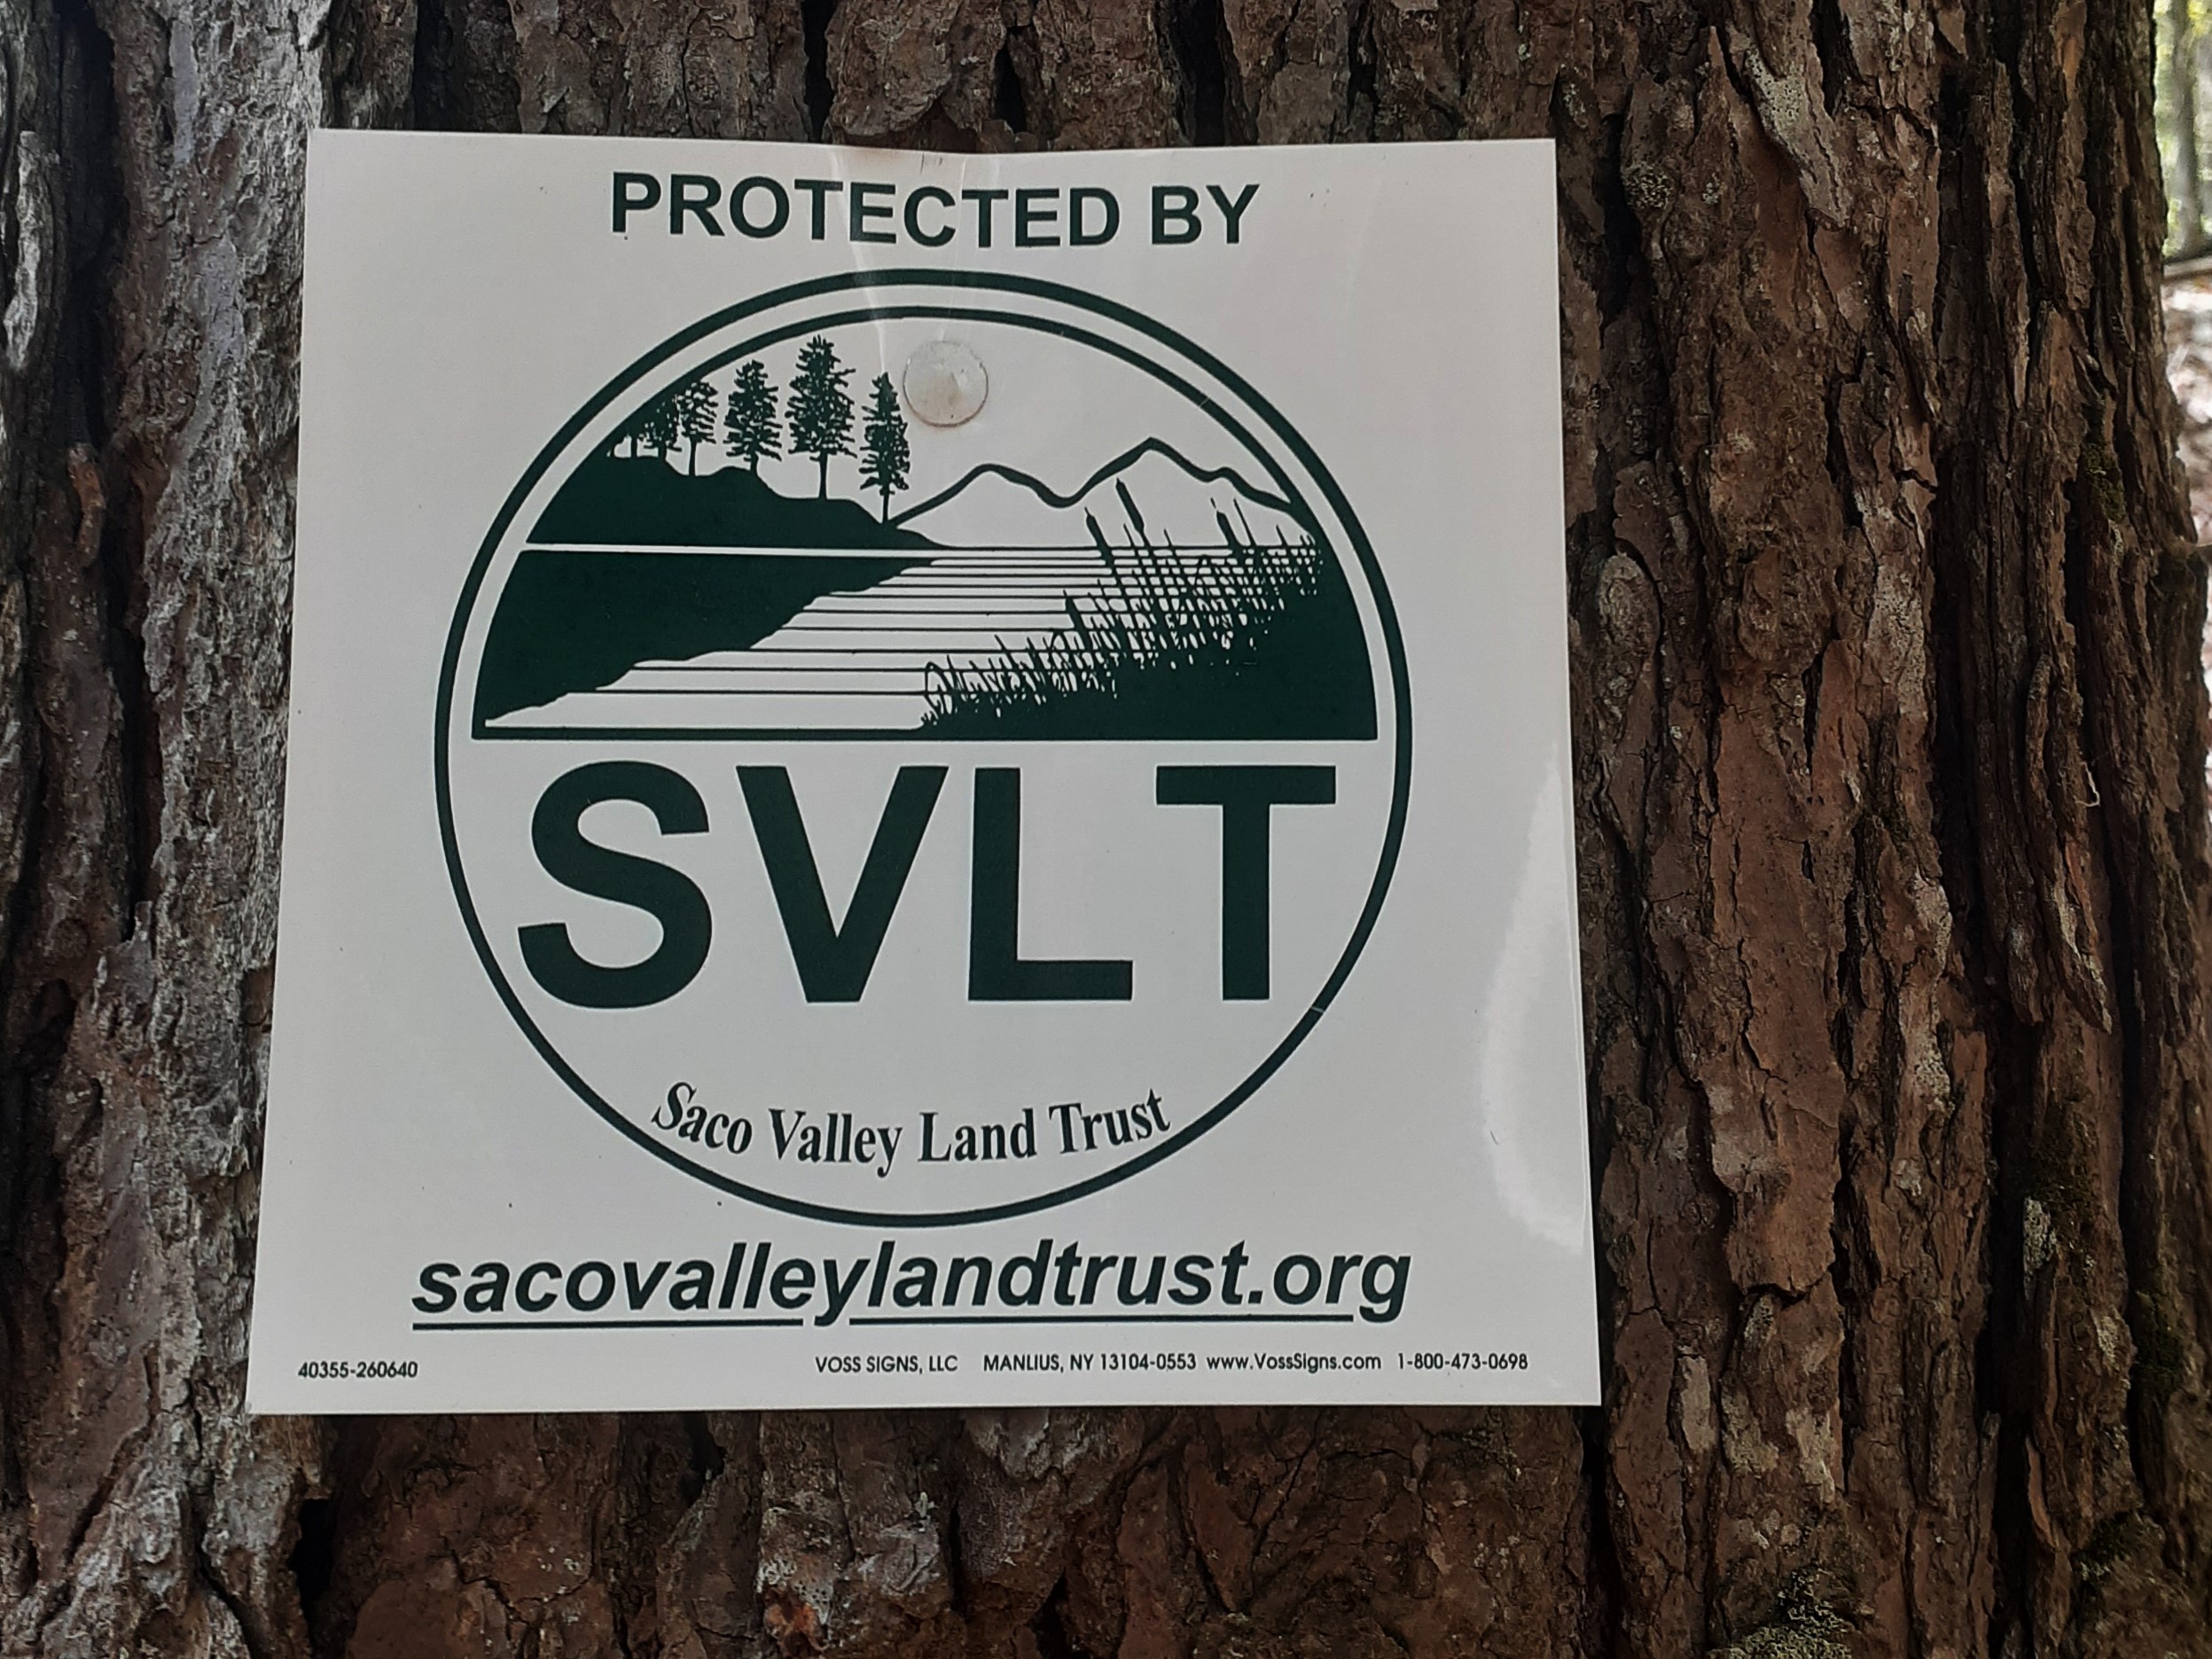 PROTECTED BY
SVLT
Saco Valley Land Trust
sacovalleylandtrust.org
40355-260640 VOSS SIGNS, LLC MANLIUS, NY 13104-0553 www.VossSigns.com 1-800-473-0698